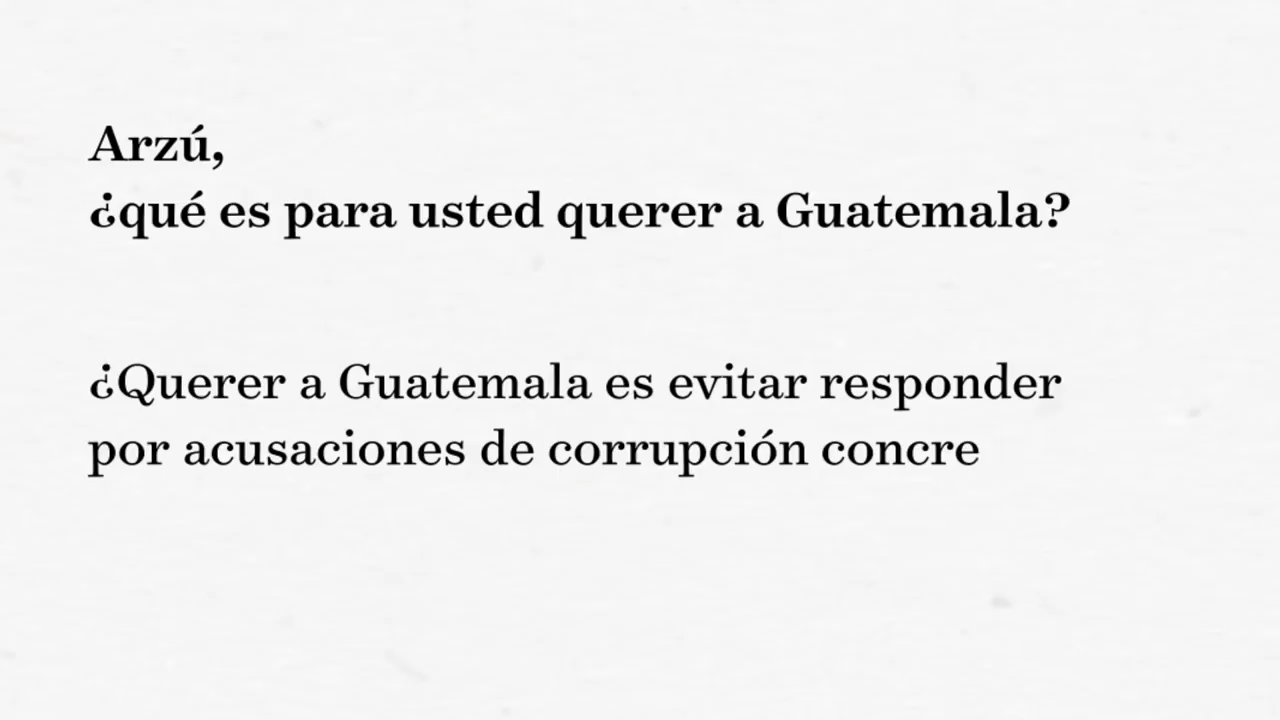 Arzú,
¿qué es para usted querer a Guatemala?
¿Querer a Guatemala es evitar responder
por acusaciones de corrupción concre